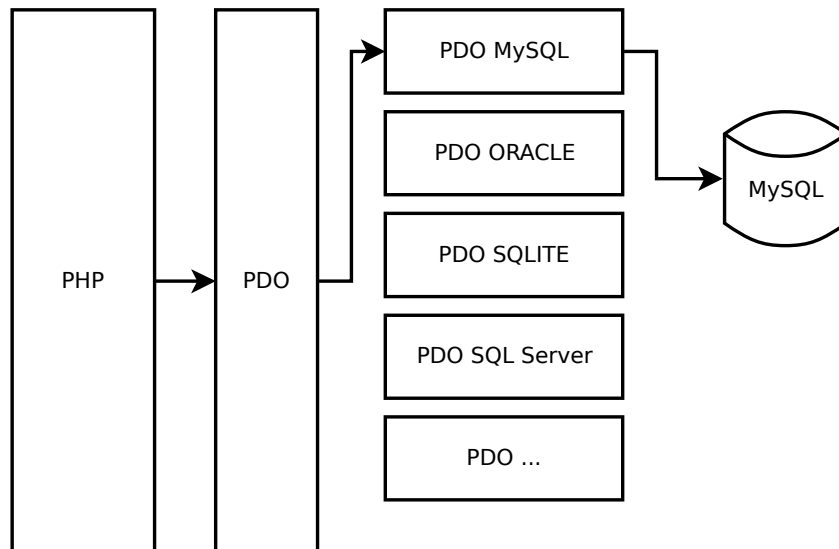 PHP
PDO
PDO MySQL
PDO ORACLE
PDO SQLITE
PDO SQL Server
PDO ...
MySQL